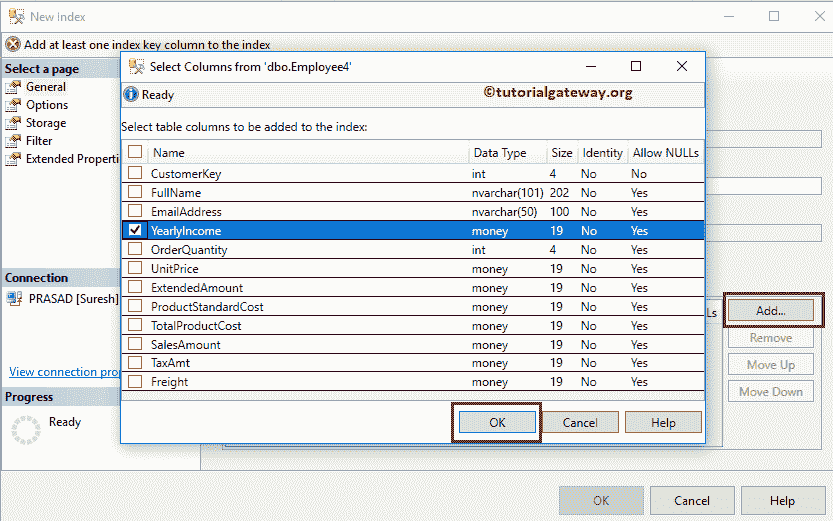 New Index
Add at least one index key column to the index
Select a page
General
Options
Storage
Filter
Extended Properti
Connection
PRASAD [Suresh]
View connection pro
Progress
Ready
Select Columns from 'dbo.Employee4'
Ready
©tutorialgateway.org
Select table columns to be added to the index:
Name Data Type Size Identity Allow NULLs
CustomerKey int 4 No No
FullName nvarchar(101) 202 No Yes
EmailAddress nvarchar(50) 100 No Yes
YearlyIncome money 19 No Yes
OrderQuantity int 4 No Yes
UnitPrice money 19 No Yes
ExtendedAmount money 19 No Yes
ProductStandardCost money 19 No Yes
TotalProductCost money 19 No Yes
SalesAmount money 19 No Yes
TaxAmt money 19 No Yes
Freight money 19 No Yes
OK Cancel Help
Ls
Add...
Remove
Move Up
Move Down
OK Cancel Help